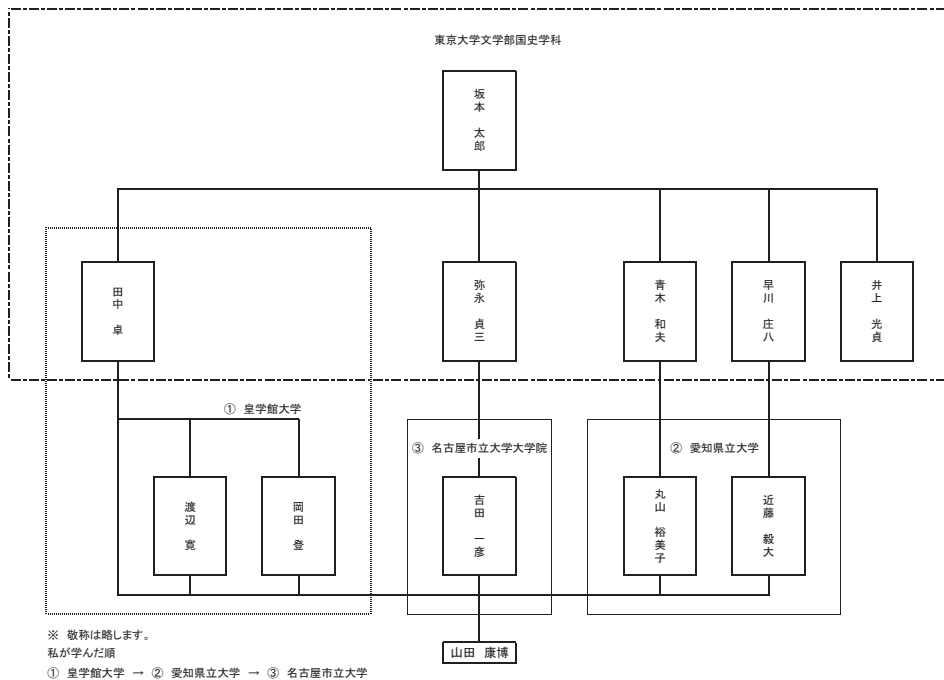 東京大学文学部国史学科
坂本 太郎
田中 卓
弥永 貞三
青木 和夫
早川 庄八
井上 光貞
① 皇学館大学
③ 名古屋市立大学大学院
② 愛知県立大学
渡辺 寛
岡田 登
吉田 一彦
丸山 裕美子
近藤 毅大
山田 康博
※ 敬称は略します。
私が学んだ順
① 皇学館大学 → ② 愛知県立大学 → ③ 名古屋市立大学